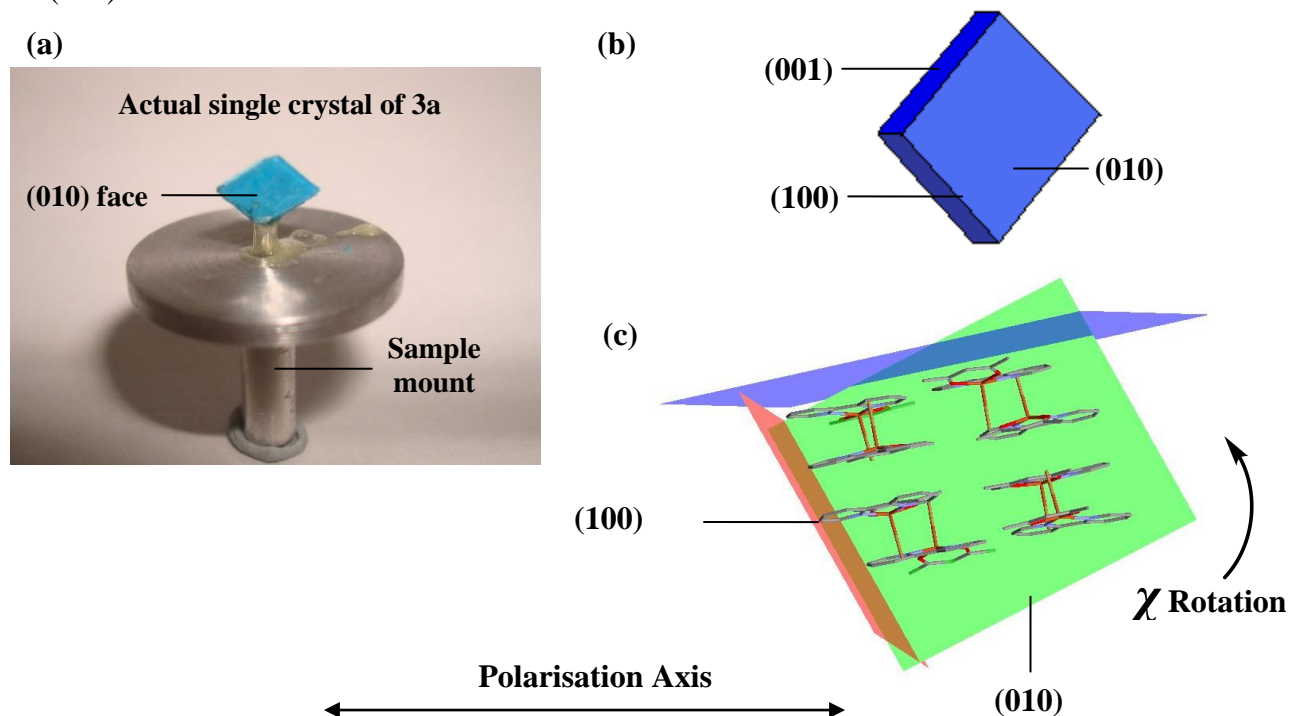 (a)
Actual single crystal of 3a
(010) face
Sample
mount
(b)
(001)
(100)
(010)
(c)
(100)
χ Rotation
(010)
Polarisation Axis